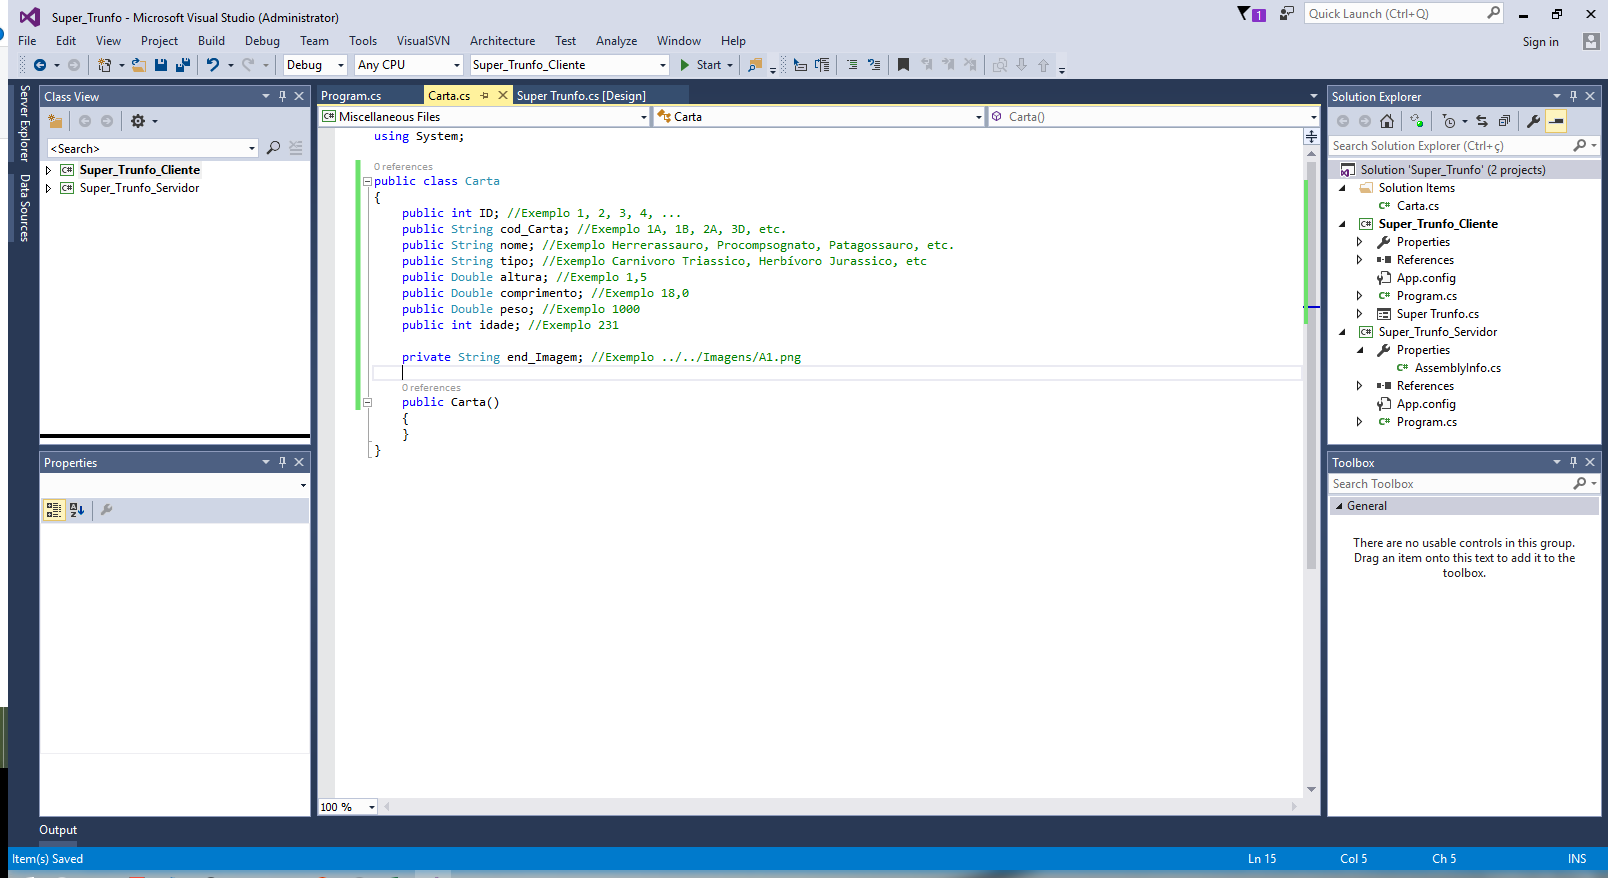 Super_Trunfo - Microsoft Visual Studio (Administrator)
1
Quick Launch (Ctrl+Q)
File Edit View Project Build Debug Team Tools VisualSVN Architecture Test Analyze Window Help
Sign in
Debug Any CPU Super_Trunfo_Cliente Start
Server Explorer
Data Sources
Class View
<Search>
Super_Trunfo_Cliente
Super_Trunfo_Servidor
Properties
Program.cs Carta.cs Super Trunfo.cs [Design]
Miscellaneous Files Carta Carta()
using System;
0 references
public class Carta
{
public int ID; //Exemplo 1, 2, 3, 4, ...
public String cod_Carta; //Exemplo 1A, 1B, 2A, 3D, etc.
public String nome; //Exemplo Herrerassauro, Procompsognato, Patagossauro, etc.
public String tipo; //Exemplo Carnivoro Triassico, Herbívoro Jurassico, etc
public Double altura; //Exemplo 1,5
public Double comprimento; //Exemplo 18,0
public Double peso; //Exemplo 1000
public int idade; //Exemplo 231
private String end_Imagem; //Exemplo ../../Imagens/A1.png
0 references
public Carta()
{
}
}
100 %
Solution Explorer
Search Solution Explorer (Ctrl+ç)
Solution 'Super_Trunfo' (2 projects)
Solution Items
C# Carta.cs
C# Super_Trunfo_Cliente
Properties
References
App.config
C# Program.cs
Super Trunfo.cs
C# Super_Trunfo_Servidor
Properties
C# AssemblyInfo.cs
References
App.config
C# Program.cs
Toolbox
Search Toolbox
General
There are no usable controls in this group.
Drag an item onto this text to add it to the
toolbox.
Output
Item(s) Saved Ln 15 Col 5 Ch 5 INS